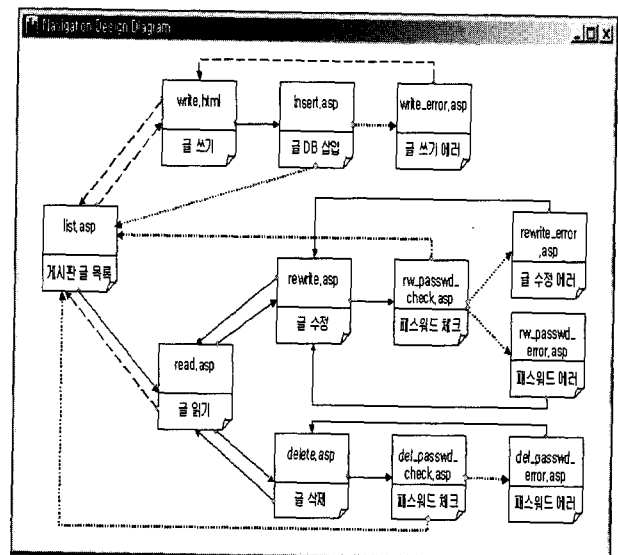 Navigation Design Diagram
write.html
글 쓰기
insert.asp
글 DB 삽입
write_error.asp
글 쓰기 에러
list.asp
게시판 글 목록
rewrite.asp
글 수정
rw_passwd_
check.asp
패스워드 체크
rewrite_error
.asp
글 수정 에러
rw_passwd_
error.asp
패스워드 에러
read.asp
글 읽기
delete.asp
글 삭제
del_passwd_
check.asp
패스워드 체크
del_passwd_
error.asp
패스워드 에러